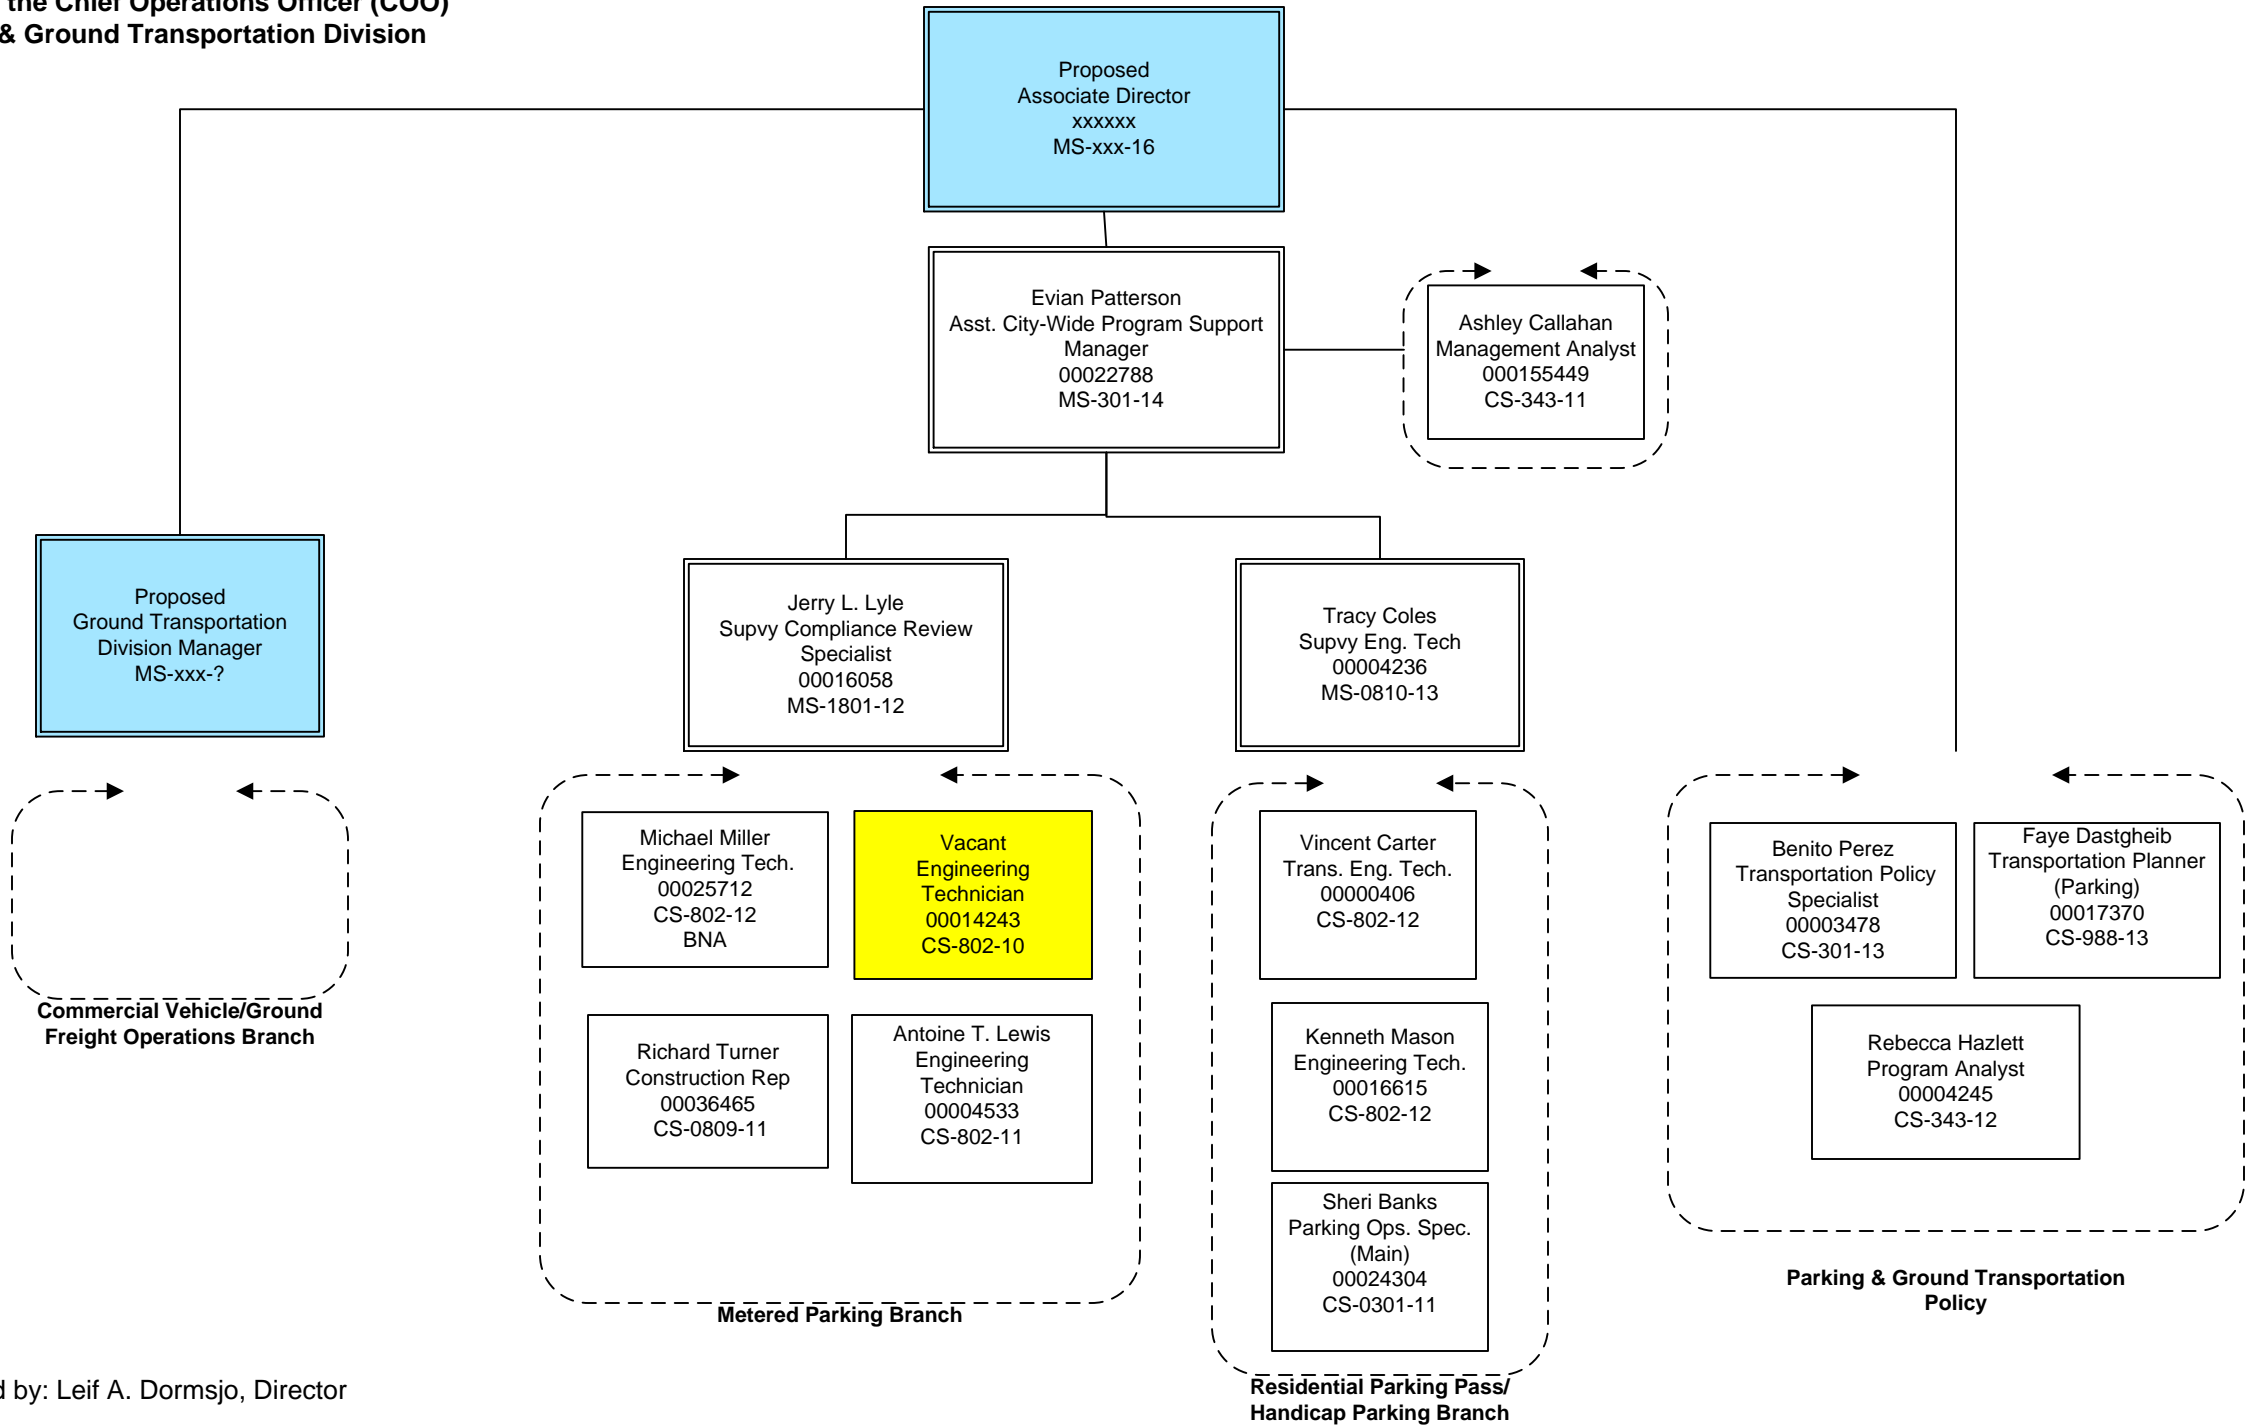 the Chief Operations Officer (COO)
& Ground Transportation Division
Proposed
Associate Director
xxxxxx
MS-xxx-16
Evian Patterson
Asst. City-Wide Program Support
Manager
00022788
MS-301-14
Ashley Callahan
Management Analyst
000155449
CS-343-11
Proposed
Ground Transportation
Division Manager
MS-xxx-?
Jerry L. Lyle
Supvy Compliance Review
Specialist
00016058
MS-1801-12
Tracy Coles
Supvy Eng. Tech
00004236
MS-0810-13
Commercial Vehicle/Ground
Freight Operations Branch
Michael Miller
Engineering Tech.
00025712
CS-802-12
BNA
Vacant
Engineering
Technician
00014243
CS-802-10
Richard Turner
Construction Rep
00036465
CS-0809-11
Antoine T. Lewis
Engineering
Technician
00004533
CS-802-11
Metered Parking Branch
Vincent Carter
Trans. Eng. Tech.
00000406
CS-802-12
Kenneth Mason
Engineering Tech.
00016615
CS-802-12
Sheri Banks
Parking Ops. Spec.
(Main)
00024304
CS-0301-11
Residential Parking Pass/
Handicap Parking Branch
Benito Perez
Transportation Policy
Specialist
00003478
CS-301-13
Faye Dastgheib
Transportation Planner
(Parking)
00017370
CS-988-13
Rebecca Hazlett
Program Analyst
00004245
CS-343-12
Parking & Ground Transportation
Policy
d by: Leif A. Dormsjo, Director